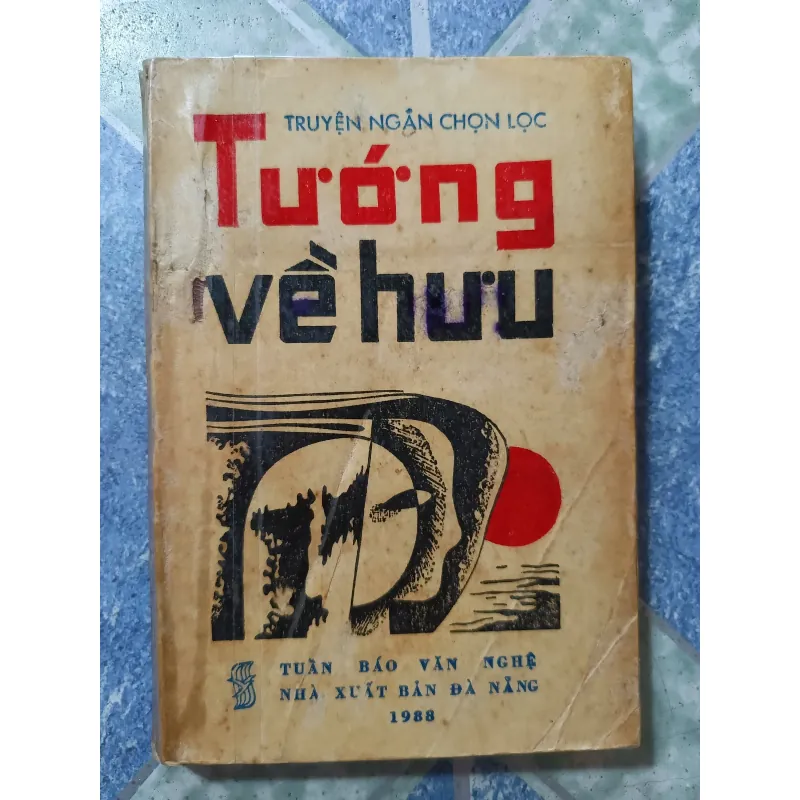 TRUYỆN NGẮN CHỌN LỌC
Tướng
về hưu
TUẦN BÁO VĂN NGHỆ
NHÀ XUẤT BẢN ĐÀ NẴNG
1988